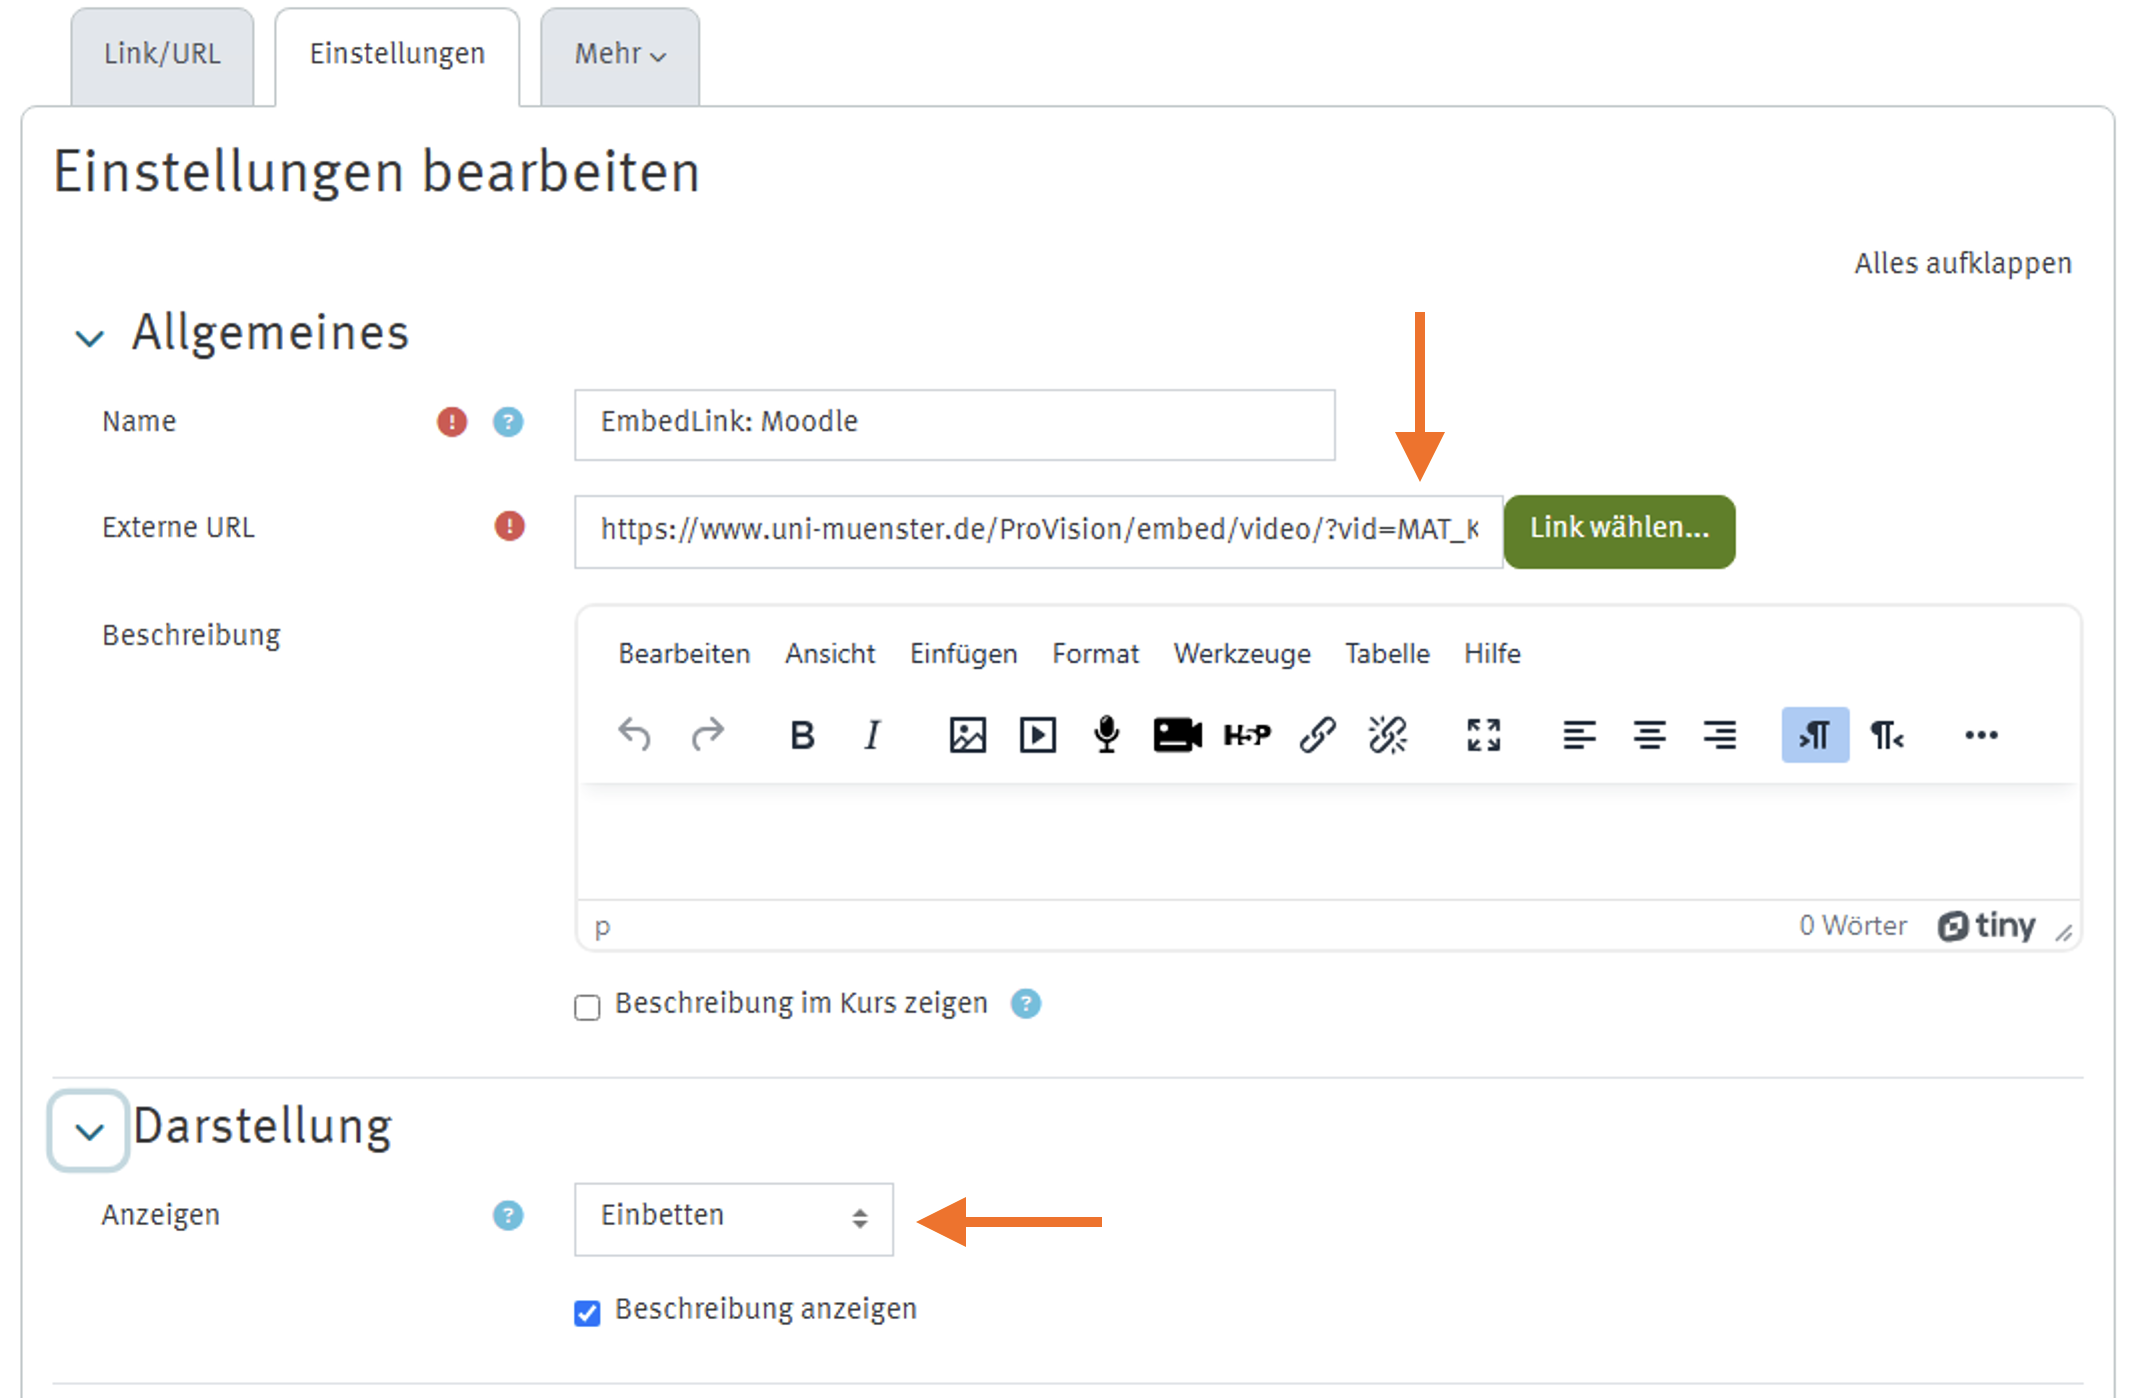 Link/URL Einstellungen Mehr
Einstellungen bearbeiten
Alles aufklappen
Allgemeines
Name ! ? EmbedLink: Moodle
Externe URL ! https://www.uni-muenster.de/ProVision/embed/video/?vid=MAT_K Link wählen...
Beschreibung
Bearbeiten Ansicht Einfügen Format Werkzeuge Tabelle Hilfe
B I H5P
p 0 Wörter tiny
Beschreibung im Kurs zeigen ?
Darstellung
Anzeigen ? Einbetten
Beschreibung anzeigen